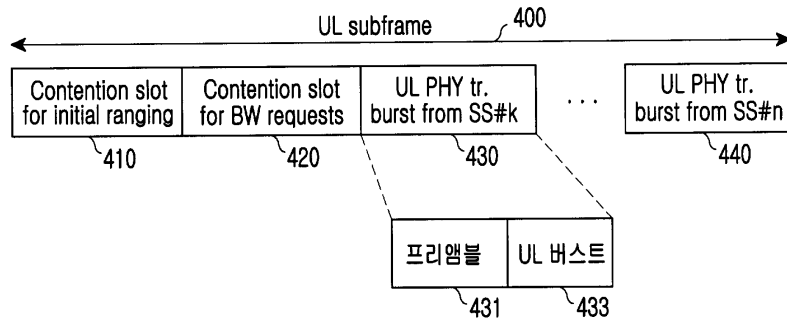 UL subframe
400
Contention slot
for initial ranging
Contention slot
for BW requests
UL PHY tr.
burst from SS#k
...
UL PHY tr.
burst from SS#n
410
420
430
440
프리앰블
UL 버스트
431
433